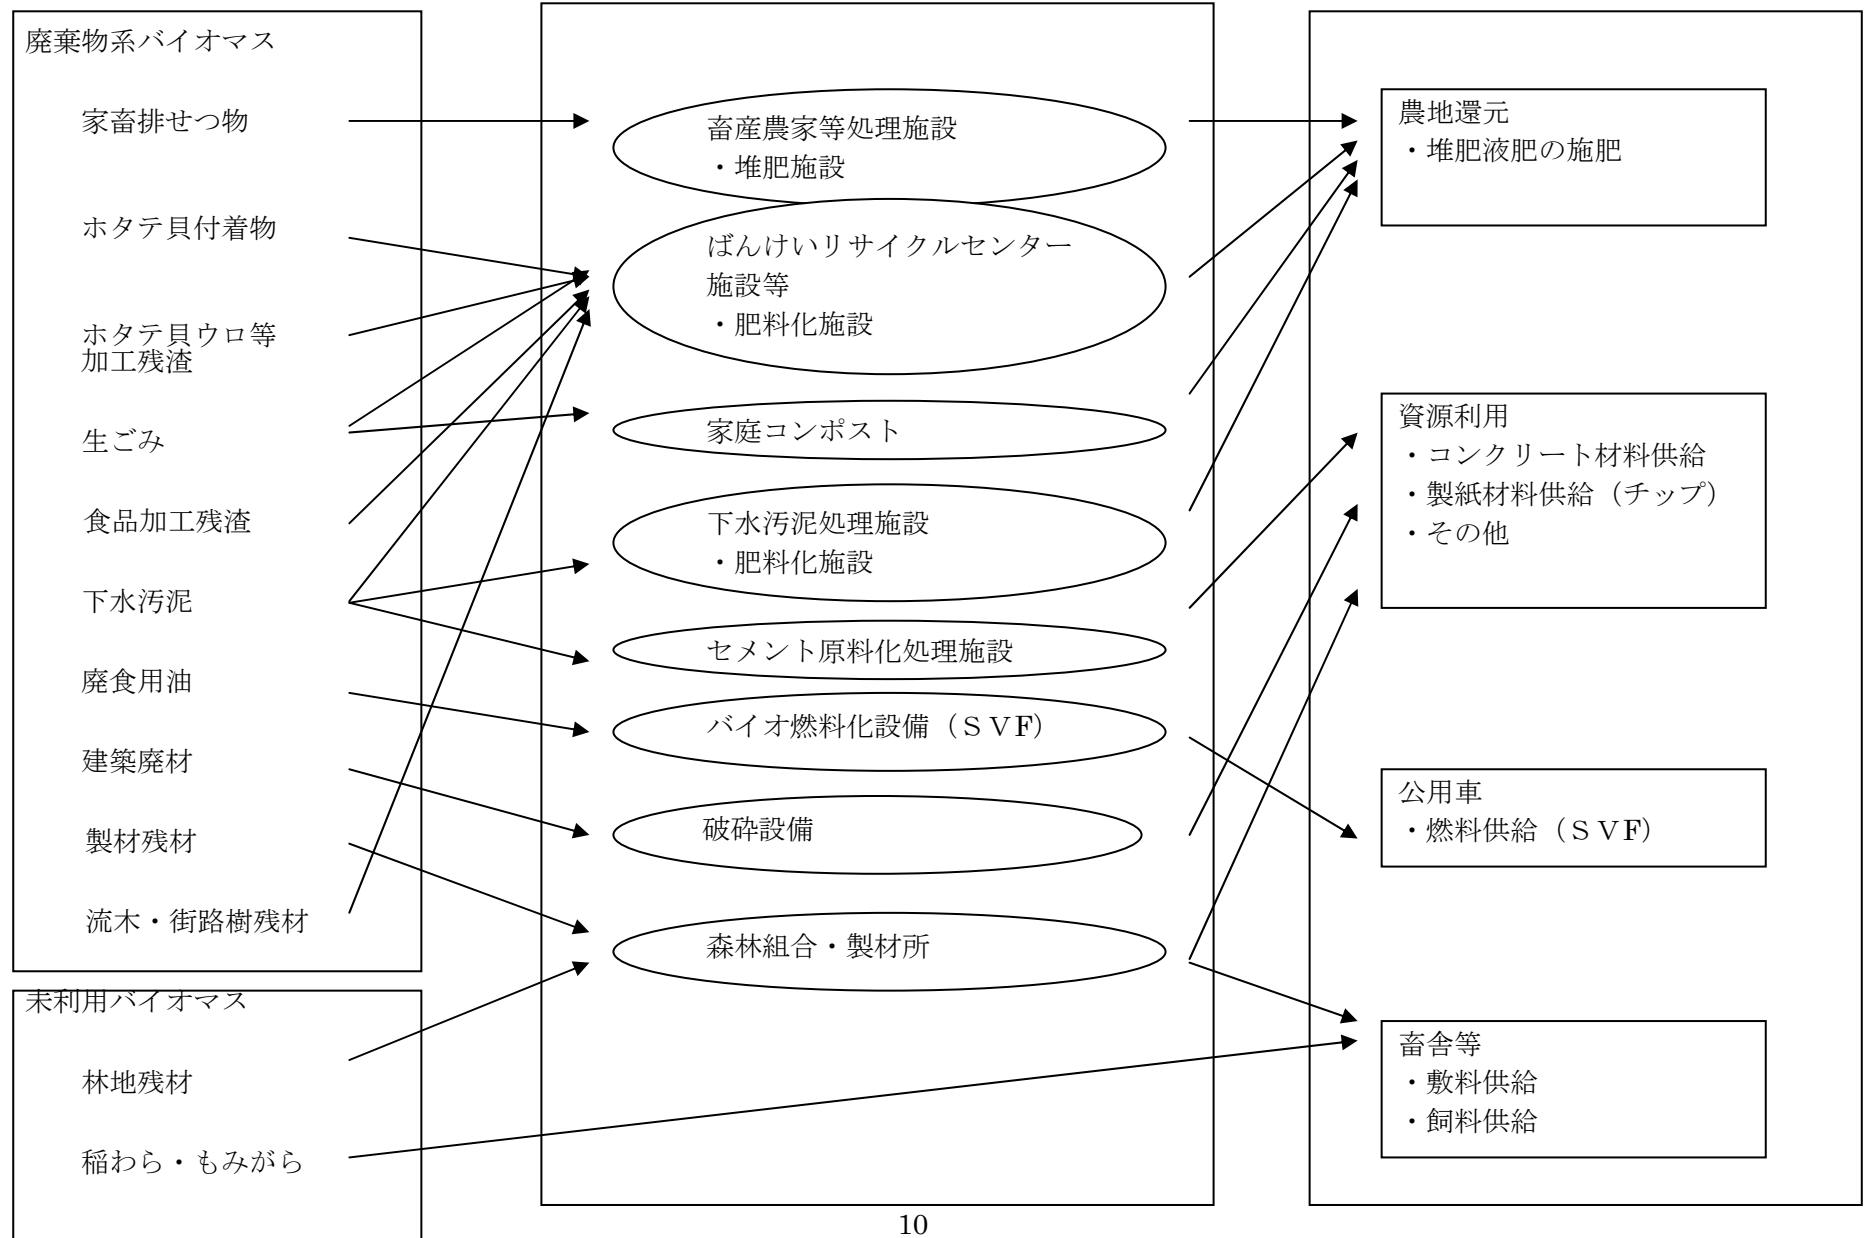 廃棄物系バイオマス
家畜排せつ物
ホタテ貝付着物
ホタテ貝ウロ等
加工残渣
生ごみ
食品加工残渣
下水汚泥
廃食用油
建築廃材
製材残材
流木・街路樹残材
未利用バイオマス
林地残材
稲わら・もみがら
畜産農家等処理施設
・堆肥施設
ばんけいリサイクルセンター
施設等
・肥料化施設
家庭コンポスト
下水汚泥処理施設
・肥料化施設
セメント原料化処理施設
バイオ燃料化設備（ＳＶF）
破砕設備
森林組合・製材所
農地還元
・堆肥液肥の施肥
資源利用
・コンクリート材料供給
・製紙材料供給（チップ）
・その他
公用車
・燃料供給（ＳＶF）
畜舎等
・敷料供給
・飼料供給
10